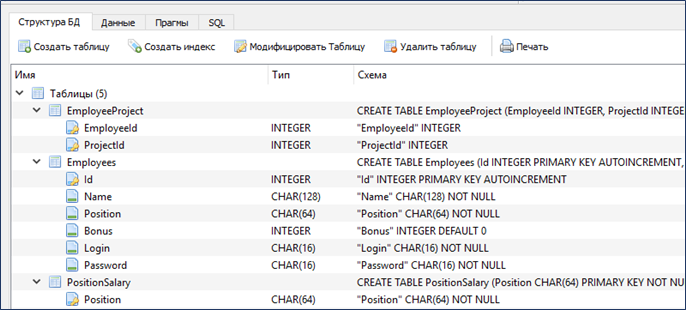 Структура БД Данные Прагмы SQL
Создать таблицу Создать индекс Модифицировать Таблицу Удалить таблицу Печать
Имя Тип Схема
Таблицы (5)
EmployeeProject CREATE TABLE EmployeeProject (EmployeeId INTEGER, ProjectId INTEGE
EmployeeId INTEGER "EmployeeId" INTEGER
ProjectId INTEGER "ProjectId" INTEGER
Employees CREATE TABLE Employees (Id INTEGER PRIMARY KEY AUTOINCREMENT,
Id INTEGER "Id" INTEGER PRIMARY KEY AUTOINCREMENT
Name CHAR(128) "Name" CHAR(128) NOT NULL
Position CHAR(64) "Position" CHAR(64) NOT NULL
Bonus INTEGER "Bonus" INTEGER DEFAULT 0
Login CHAR(16) "Login" CHAR(16) NOT NULL
Password CHAR(16) "Password" CHAR(16) NOT NULL
PositionSalary CREATE TABLE PositionSalary (Position CHAR(64) PRIMARY KEY NOT NU
Position CHAR(64) "Position" CHAR(64) NOT NULL